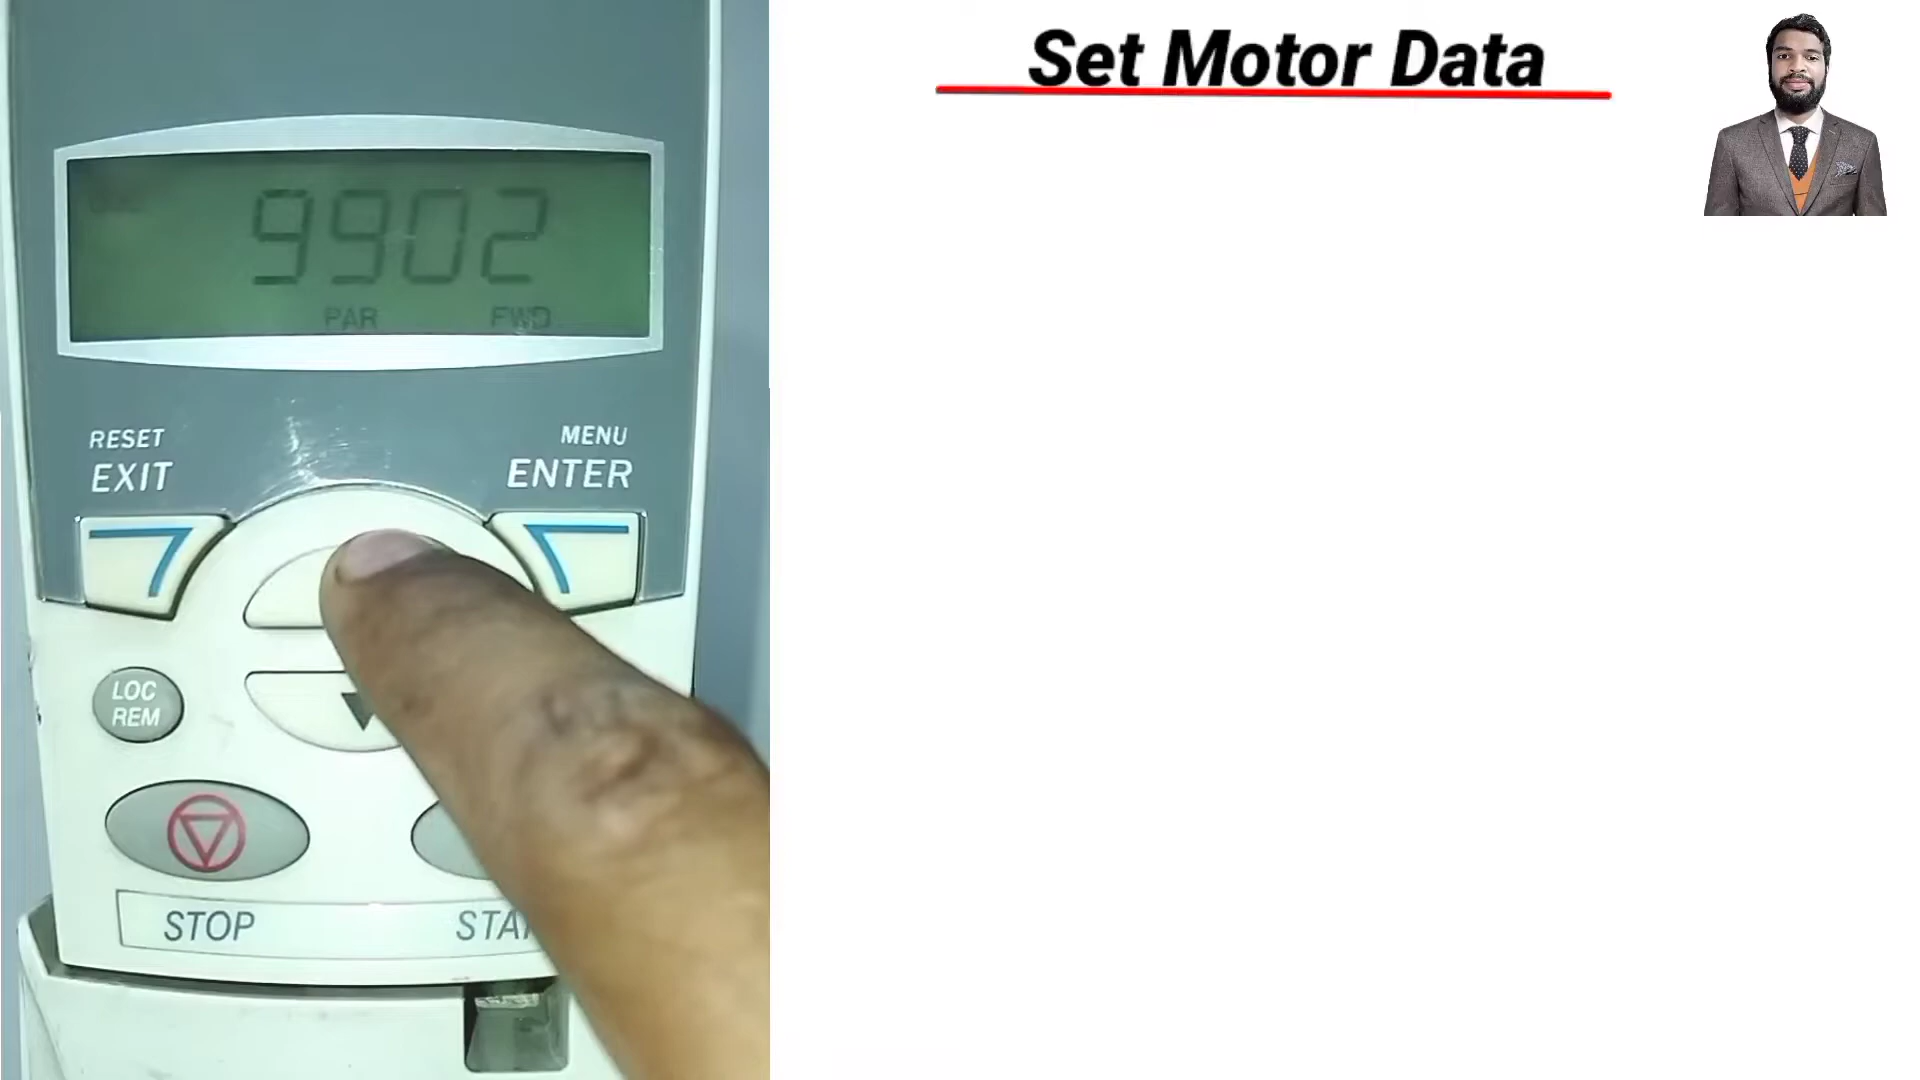 Set Motor Data
9902
PAR FWD
RESET
EXIT
MENU
ENTER
LOC
REM
STOP